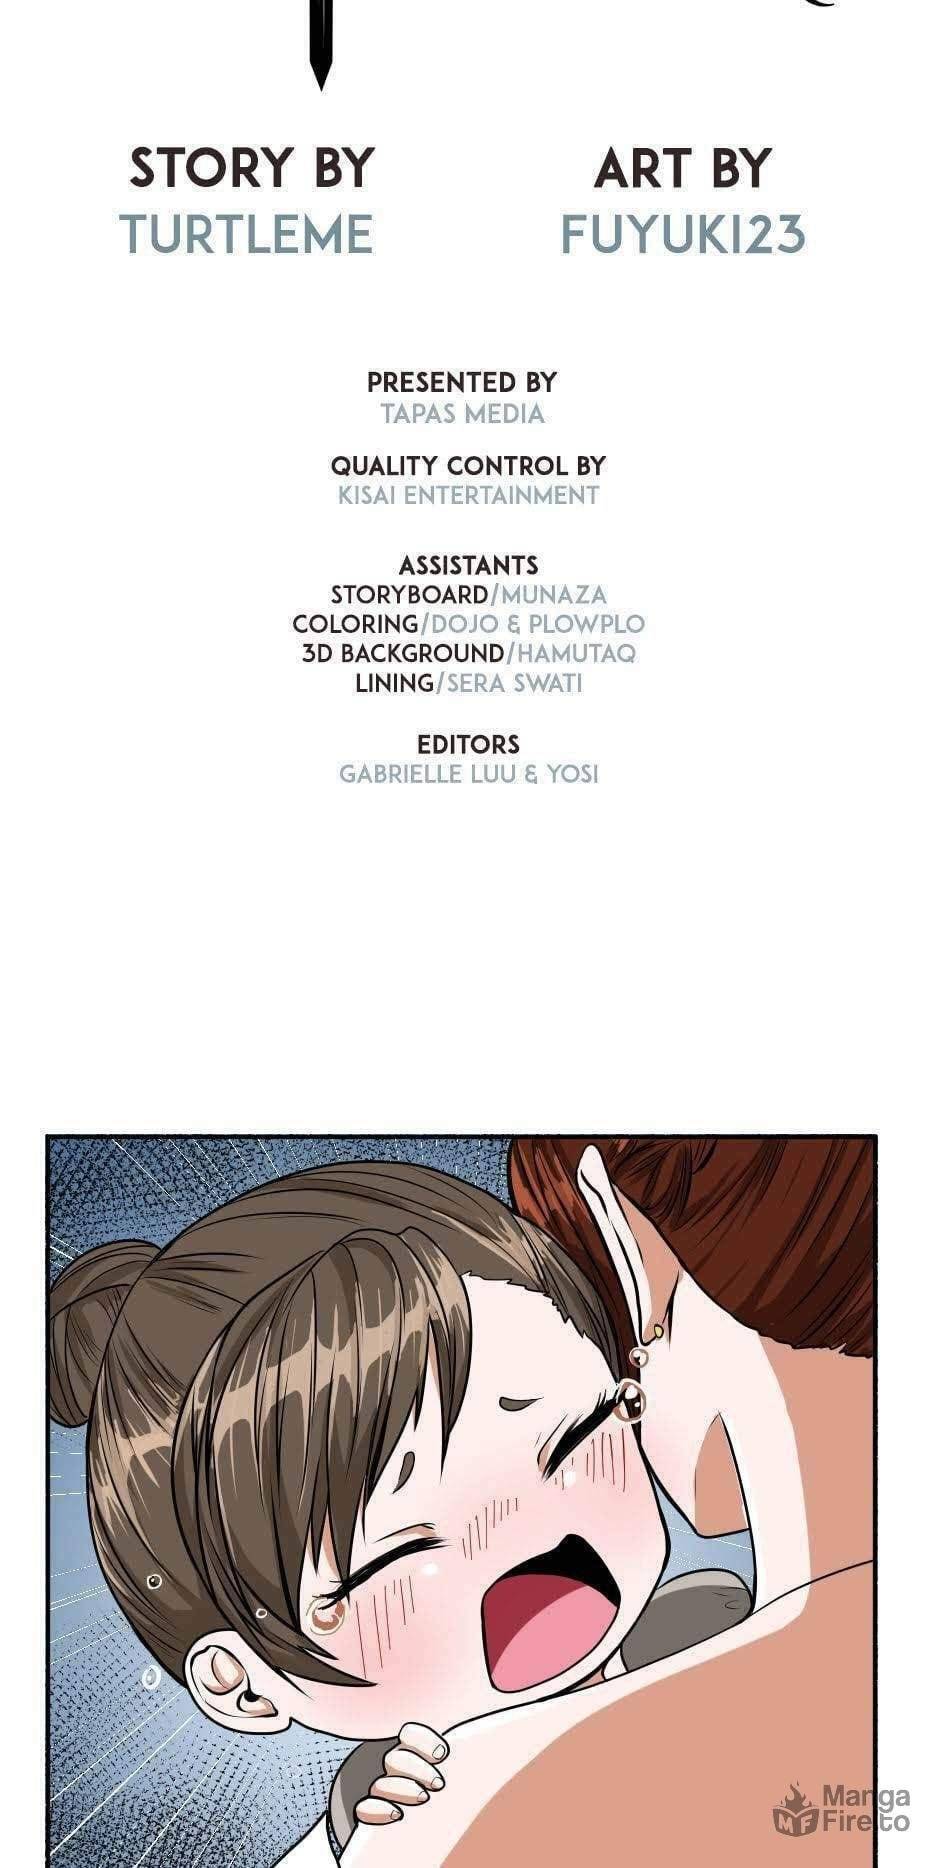 STORY BY
TURTLEME
ART BY
FUYUKI23
PRESENTED BY
TAPAS MEDIA
QUALITY CONTROL BY
KISAI ENTERTAINMENT
ASSISTANTS
STORYBOARD/MUNAZA
COLORING/DOJO & PLOWPLO
3D BACKGROUND/HAMUTAQ
LINING/SERA SWATI
EDITORS
GABRIELLE LUU & YOSI
Manga
MF Fire.to